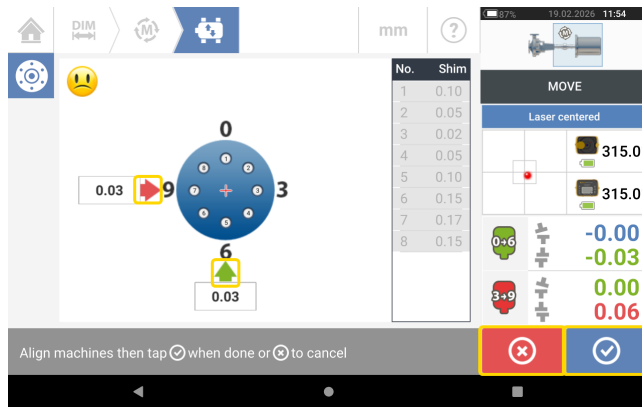 DIM
M
mm
?
87%
19.02.2026 11:54
MOVE
Laser centered
315.0
315.0
0→6
-0.00
-0.03
3→9
0.00
0.06
No. Shim
1 0.10
2 0.05
3 0.02
4 0.05
5 0.10
6 0.15
7 0.17
8 0.15
0
8 1 2
0.03 9 7 3 3
6 5 4
6
0.03
Align machines then tap when done or to cancel